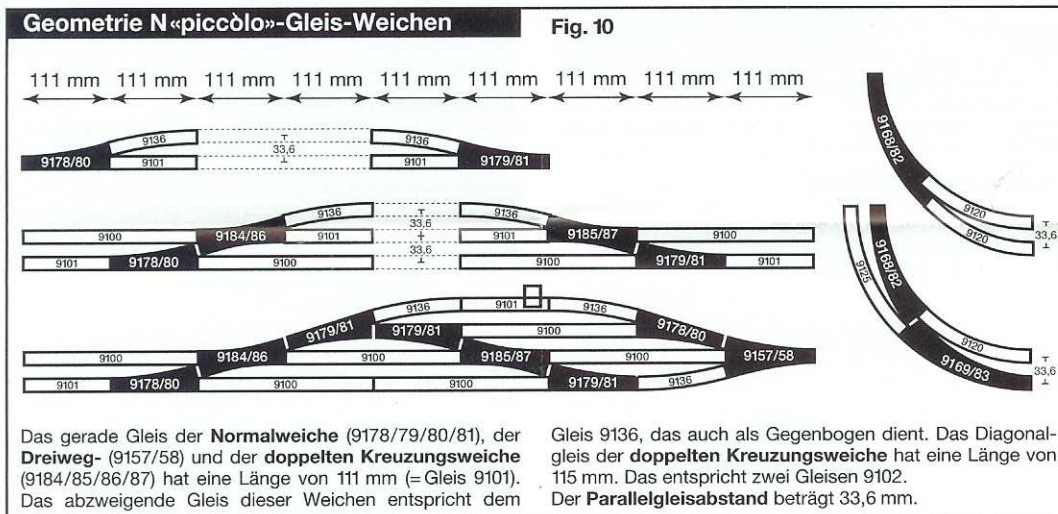 Geometrie N«piccòlo»-Gleis-Weichen Fig. 10
111 mm 111 mm 111 mm 111 mm 111 mm 111 mm 111 mm 111 mm 111 mm
9136 9136
33,6
9178/80 9101 9101 9179/81
9168/82
9120
9120
33,6
9136 9136
33,6
9100 9184/86 9101 9101 9185/87 9100
33,6
9101 9178/80 9100 9100 9179/81 9101
9125
9168/82
9120
9169/83
33,6
9136 9101 9136
9179/81 9179/81 9100 9178/80
9100 9184/86 9100 9185/87 9100 9157/58
9101 9178/80 9100 9100 9179/81 9136
Das gerade Gleis der Normalweiche (9178/79/80/81), der
Dreiweg- (9157/58) und der doppelten Kreuzungsweiche
(9184/85/86/87) hat eine Länge von 111 mm (= Gleis 9101).
Das abzweigende Gleis dieser Weichen entspricht dem
Gleis 9136, das auch als Gegenbogen dient. Das Diagonal-
gleis der doppelten Kreuzungsweiche hat eine Länge von
115 mm. Das entspricht zwei Gleisen 9102.
Der Parallelgleisabstand beträgt 33,6 mm.